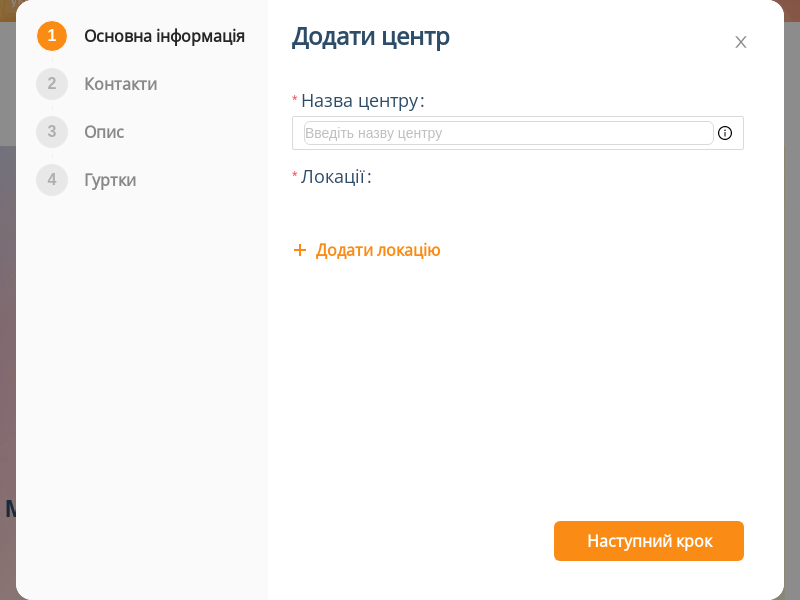 1 Основна інформація
2 Контакти
3 Опис
4 Гуртки
Додати центр
* Назва центру:
Введіть назву центру
* Локації:
+ Додати локацію
Наступний крок